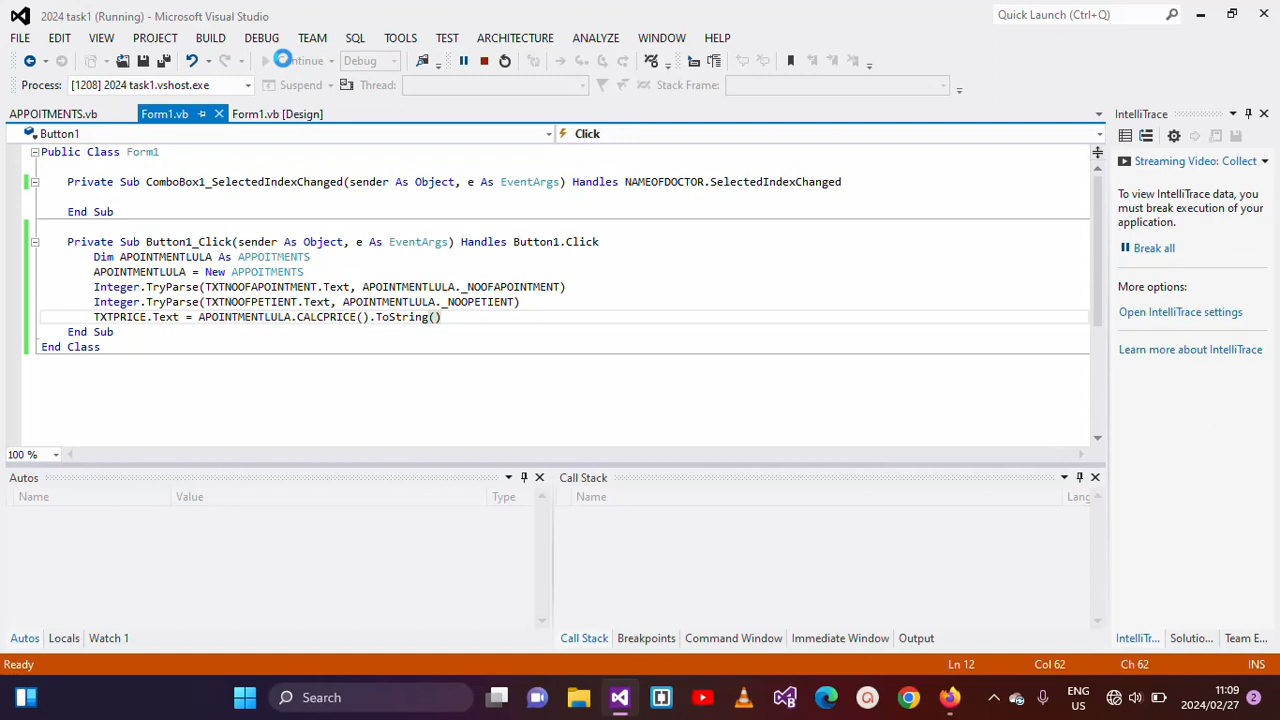 2024 task1 (Running) - Microsoft Visual Studio
Quick Launch (Ctrl+Q)
FILE EDIT VIEW PROJECT BUILD DEBUG TEAM SQL TOOLS TEST ARCHITECTURE ANALYZE WINDOW HELP
Continue Debug
Process: [1208] 2024 task1.vshost.exe Suspend Thread: Stack Frame:
APPOITMENTS.vb Form1.vb Form1.vb [Design]
Button1 Click
Public Class Form1
Private Sub ComboBox1_SelectedIndexChanged(sender As Object, e As EventArgs) Handles NAMEOFDOCTOR.SelectedIndexChanged
End Sub
Private Sub Button1_Click(sender As Object, e As EventArgs) Handles Button1.Click
Dim APOINTMENTLULA As APPOITMENTS
APOINTMENTLULA = New APPOITMENTS
Integer.TryParse(TXTNOOFAPOINTMENT.Text, APOINTMENTLULA._NOOFAPOINTMENT)
Integer.TryParse(TXTNOOFPETIENT.Text, APOINTMENTLULA._NOOPETIENT)
TXTPRICE.Text = APOINTMENTLULA.CALCPRICE().ToString()
End Sub
End Class
100 %
IntelliTrace
Streaming Video: Collect
To view IntelliTrace data, you
must break execution of your
application.
Break all
More options:
Open IntelliTrace settings
Learn more about IntelliTrace
Autos
Name Value Type
Call Stack
Name Lang
Autos Locals Watch 1
Call Stack Breakpoints Command Window Immediate Window Output
IntelliTr... Solutio... Team E...
Ready Ln 12 Col 62 Ch 62 INS
Search
ENG
US
11:09
2024/02/27
2